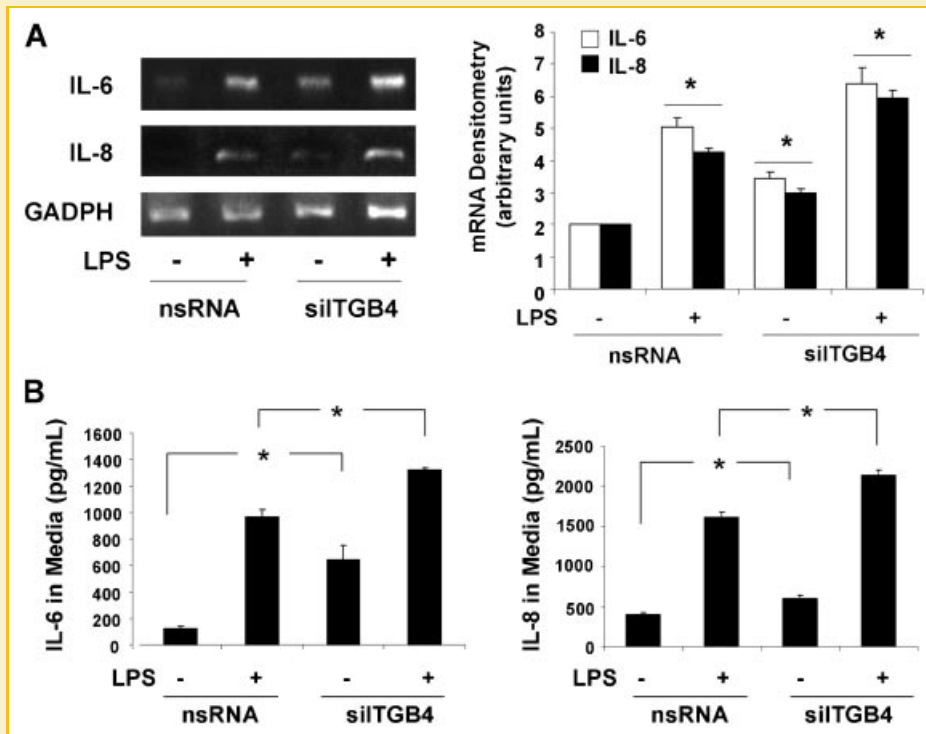 A
IL-6
IL-8
GADPH
LPS - + - +
nsRNA siITGB4
mRNA Densitometry
(arbitrary units)
8
7
6
5
4
3
2
1
0
IL-6
IL-8
*
*
*
LPS - + - +
nsRNA siITGB4
B
IL-6 in Media (pg/mL)
1600
1400
1200
1000
800
600
400
200
0
*
*
LPS - + - +
nsRNA siITGB4
IL-8 in Media (pg/mL)
2500
2000
1500
1000
500
0
*
*
LPS - + - +
nsRNA siITGB4